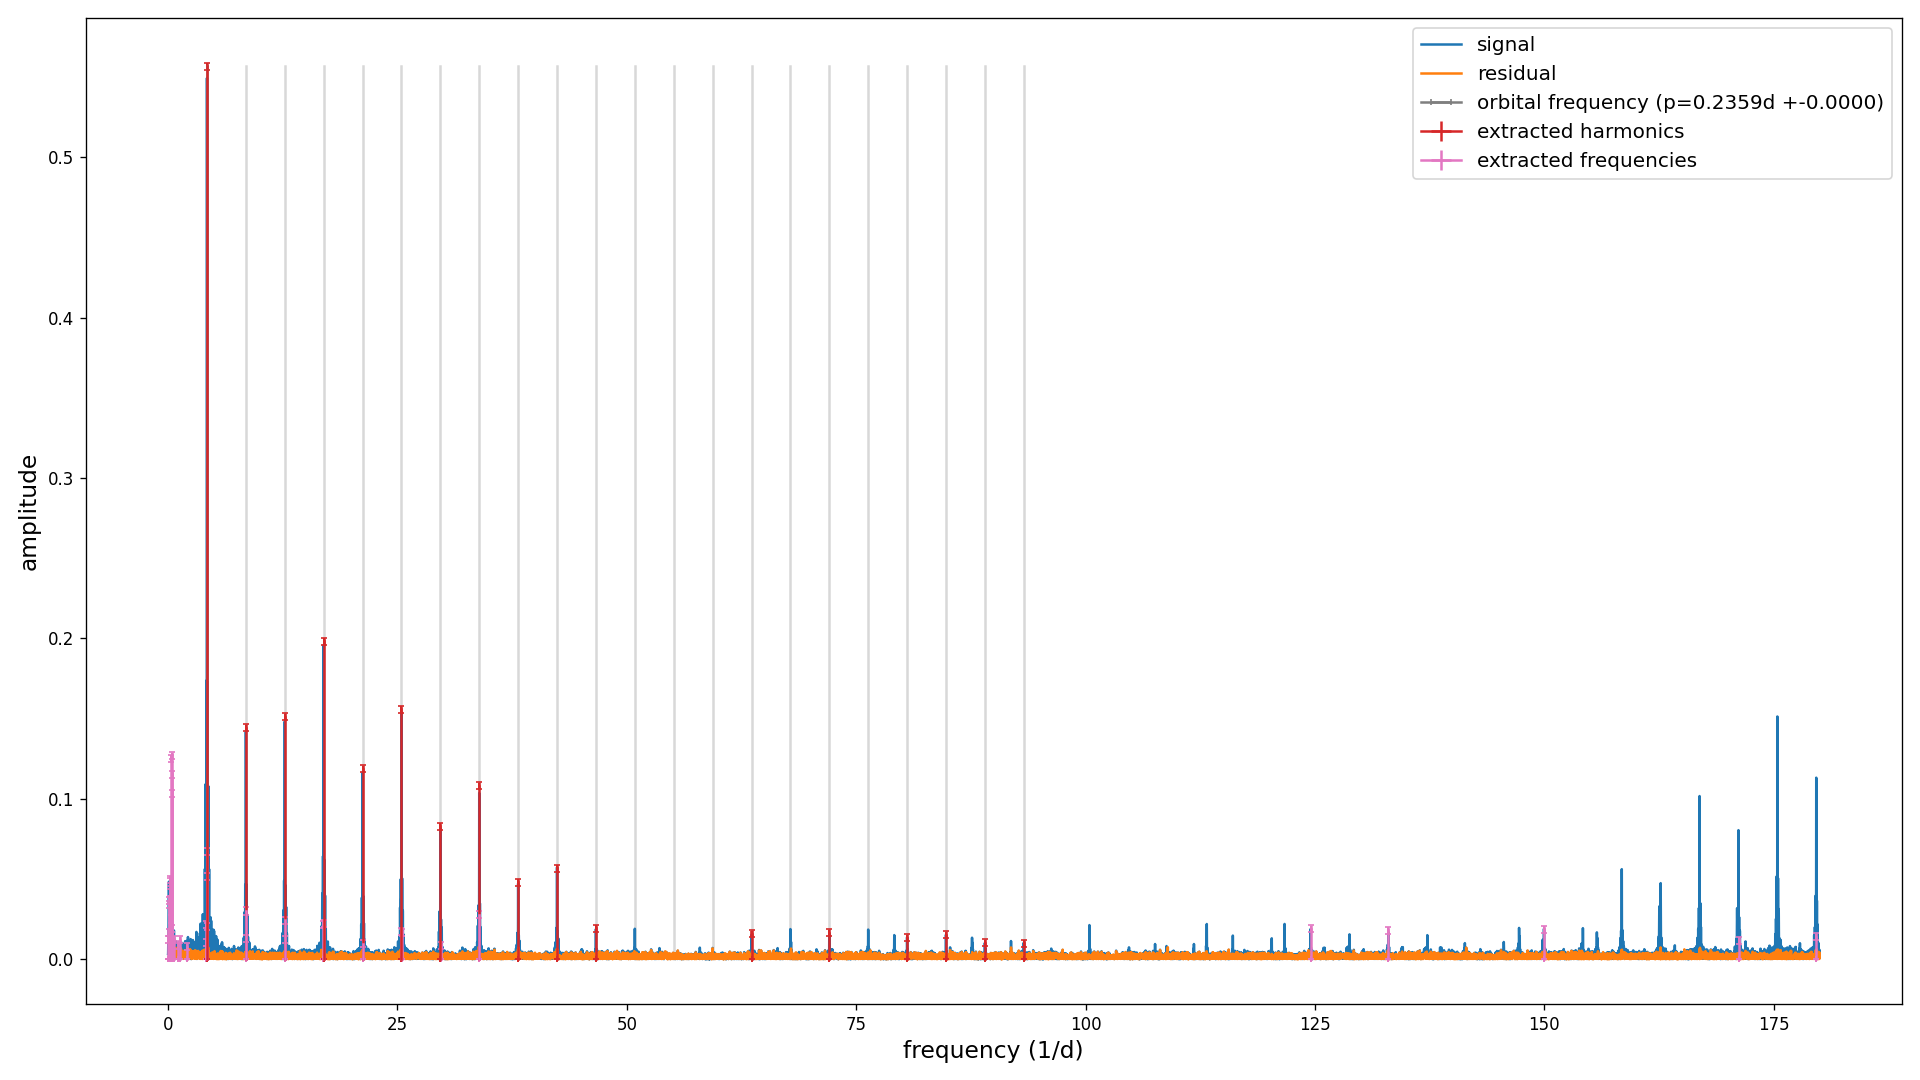 signal
residual
orbital frequency (p=0.2359d +-0.0000)
extracted harmonics
extracted frequencies
amplitude
0.5
0.4
0.3
0.2
0.1
0.0
0 25 50 75 100 125 150 175
frequency (1/d)